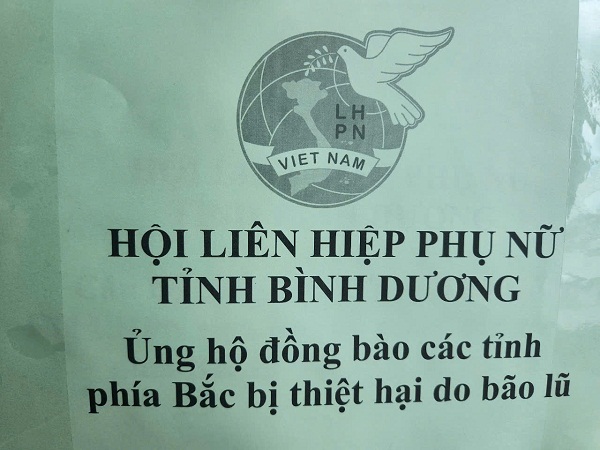 LH
PN
VIET NAM
HỘI LIÊN HIỆP PHỤ NỮ
TỈNH BÌNH DƯƠNG
Ủng hộ đồng bào các tỉnh
phía Bắc bị thiệt hại do bão lũ